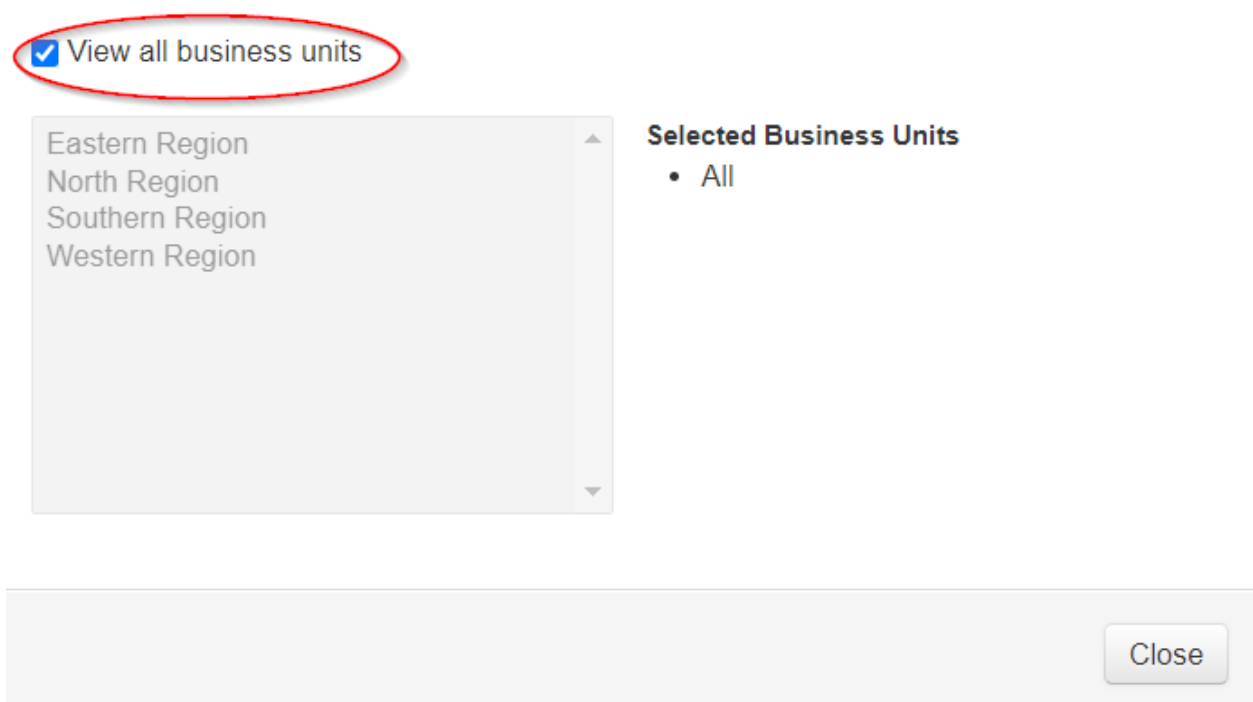 View all business units
Eastern Region
North Region
Southern Region
Western Region
Selected Business Units
• All
Close